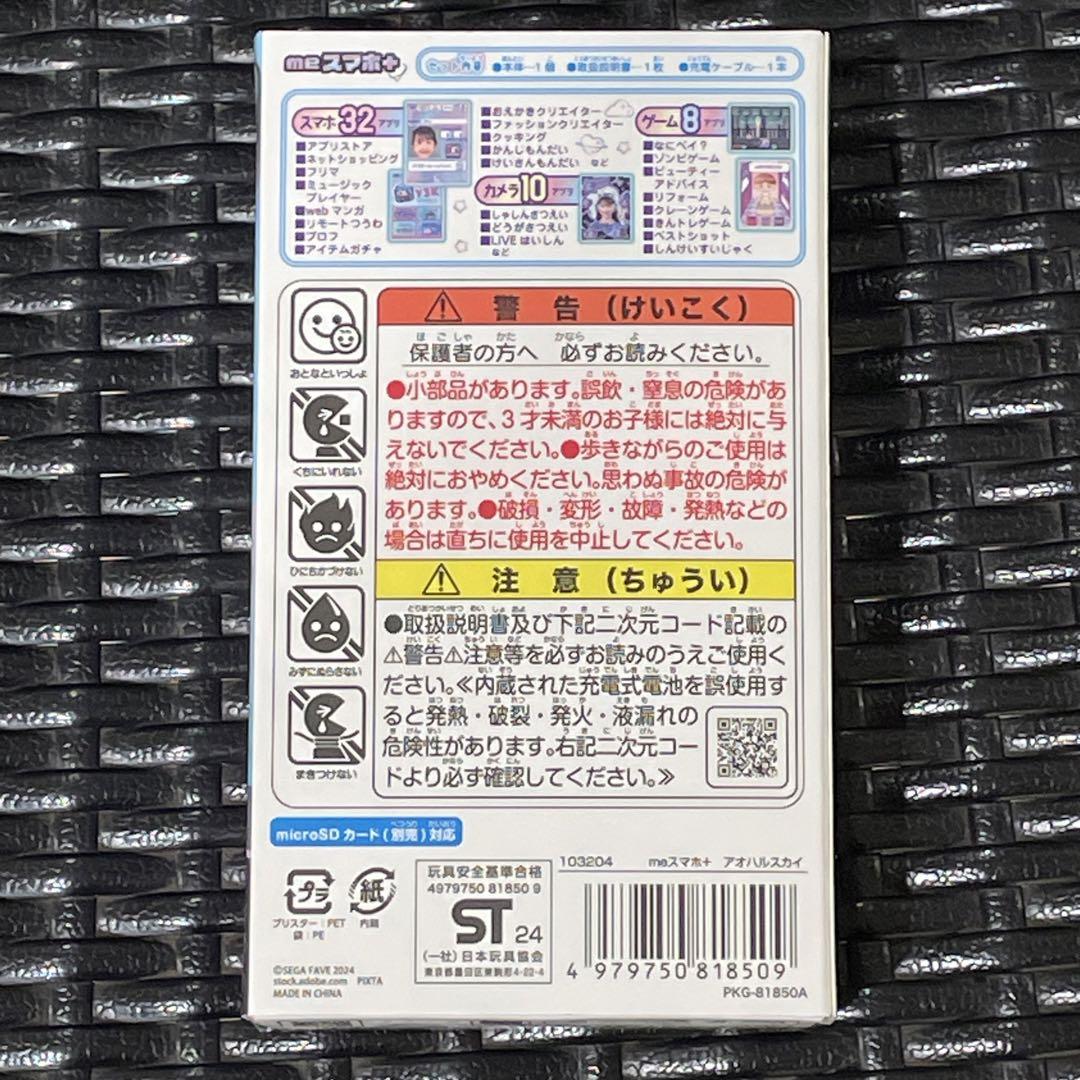 meスマホ+
セット内容 ●本体…1個 ●取扱説明書…1枚 ●充電ケーブル…1本
スマホ32アプリ
■アプリストア
■ネットショッピング
■フリマ
■ミュージック
プレイヤー
■webマンガ
■リモートつうわ
■プロフ
■アイテムガチャ
■おえかきクリエイター
■ファッションクリエイター
■クッキング
■かんじもんだい
■けいさんもんだい など
カメラ10アプリ
■しゃしんさつえい
■どうがさつえい
■LIVEはいしん
など
ゲーム8アプリ
■なにペイ?
■ゾンビゲーム
■ビューティー
アドバイス
■リフォーム
■クレーンゲーム
■きんトレゲーム
■ベストショット
■しんけいすいじゃく
おとなといっしょ
くちにいれない
ひにちかづけない
みずにぬらさない
まきつけない
⚠警告(けいこく)
保護者の方へ 必ずお読みください。
●小部品があります。誤飲・窒息の危険があ
りますので、3才未満のお子様には絶対に与
えないでください。●歩きながらのご使用は
絶対におやめください。思わぬ事故の危険が
あります。●破損・変形・故障・発熱などの
場合は直ちに使用を中止してください。
⚠注意(ちゅうい)
●取扱説明書及び下記二次元コード記載の
⚠警告⚠注意等を必ずお読みのうえご使用く
ださい。≪内蔵された充電式電池を誤使用す
ると発熱・破裂・発火・液漏れの
危険性があります。右記二次元コー
ドより必ず確認してください。≫
microSDカード(別売)対応
プラ
ブリスター:PET
袋:PE
紙
内箱
玩具安全基準合格
4979750 81850 9
ST 24
(一社)日本玩具協会
東京都墨田区東駒形4-22-4
103204 meスマホ+ アオハルスカイ
4 979750 818509
PKG-81850A
©SEGA FAVE 2024
stock.adobe.com PIXTA
MADE IN CHINA